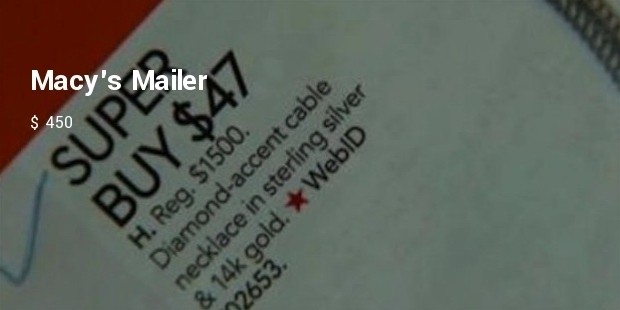 Macy's Mailer
$ 450
SUPER
BUY $47
H. Reg. $1500.
Diamond-accent cable
necklace in sterling silver
& 14k gold. ★ WebID
02653.